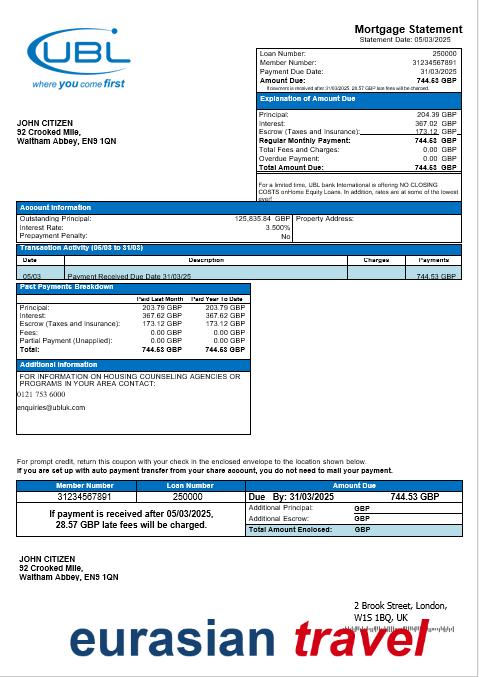 UBL
where you come first
Mortgage Statement
Statement Date: 05/03/2025
Loan Number: 250000
Member Number: 31234567891
Payment Due Date: 31/03/2025
Amount Due: 744.53 GBP
If payment is received after 31/03/2025, 28.57 GBP late fees will be charged.
Explanation of Amount Due
Principal: 204.39 GBP
Interest: 367.02 GBP
Escrow (Taxes and Insurance): 173.12 GBP
Regular Monthly Payment: 744.53 GBP
Total Fees and Charges: 0.00 GBP
Overdue Payment: 0.00 GBP
Total Amount Due: 744.53 GBP
For a limited time, UBL bank International is offering NO CLOSING
COSTS onHome Equity Loans. In addition, rates are at some of the lowest
ever!
JOHN CITIZEN
92 Crooked Mile,
Waltham Abbey, EN9 1QN
Account Information
Outstanding Principal: 125,835.84 GBP Property Address:
Interest Rate: 3.500%
Prepayment Penalty: No
Transaction Activity (05/03 to 31/03)
Date Description Charges Payments
05/03 Payment Received Due Date 31/03/25 744.53 GBP
Past Payments Breakdown
Paid Last Month Paid Year To Date
Principal: 203.79 GBP 203.79 GBP
Interest: 367.62 GBP 367.62 GBP
Escrow (Taxes and Insurance): 173.12 GBP 173.12 GBP
Fees: 0.00 GBP 0.00 GBP
Partial Payment (Unapplied): 0.00 GBP 0.00 GBP
Total: 744.53 GBP 744.53 GBP
Additional Information
FOR INFORMATION ON HOUSING COUNSELING AGENCIES OR
PROGRAMS IN YOUR AREA CONTACT:
0121 753 6000
enquiries@ubluk.com
For prompt credit, return this coupon with your check in the enclosed envelope to the location shown below.
If you are set up with auto payment transfer from your share account, you do not need to mail your payment.
Member Number Loan Number Amount Due
31234567891 250000 Due By: 31/03/2025 744.53 GBP
If payment is received after 05/03/2025,
28.57 GBP late fees will be charged.
Additional Principal: GBP
Additional Escrow: GBP
Total Amount Enclosed: GBP
JOHN CITIZEN
92 Crooked Mile,
Waltham Abbey, EN9 1QN
2 Brook Street, London,
W1S 1BQ, UK
eurasian travel